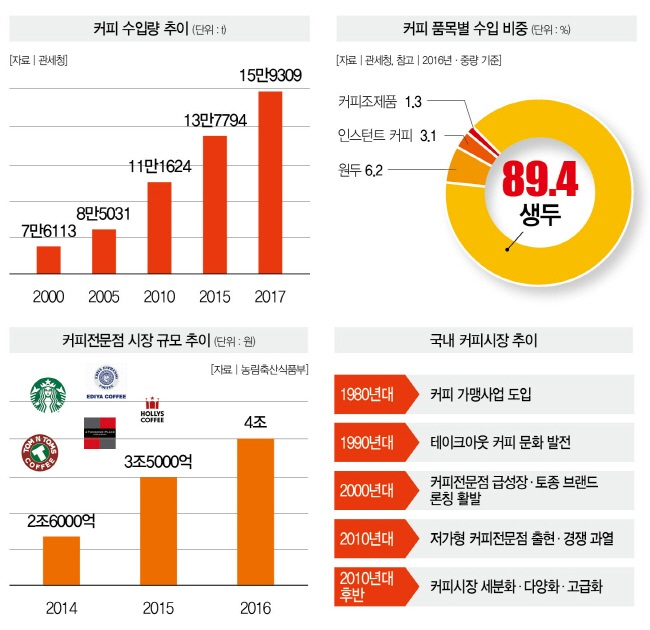 커피 수입량 추이 (단위 : t)
[자료 | 관세청]
15만9309
13만7794
11만1624
8만5031
7만6113
2000 2005 2010 2015 2017
커피 품목별 수입 비중 (단위 : %)
[자료 | 관세청, 참고 | 2016년 · 중량 기준]
커피조제품 1.3
인스턴트 커피 3.1
원두 6.2
89.4
생두
커피전문점 시장 규모 추이 (단위 : 원)
[자료 | 농림축산식품부]
EDIYA COFFEE
HOLLYS
COFFEE
TOM N TOMS
COFFEE
4조
3조5000억
2조6000억
2014 2015 2016
국내 커피시장 추이
1980년대 커피 가맹사업 도입
1990년대 테이크아웃 커피 문화 발전
2000년대 커피전문점 급성장 · 토종 브랜드
론칭 활발
2010년대 저가형 커피전문점 출현 · 경쟁 과열
2010년대
후반 커피시장 세분화 · 다양화 · 고급화